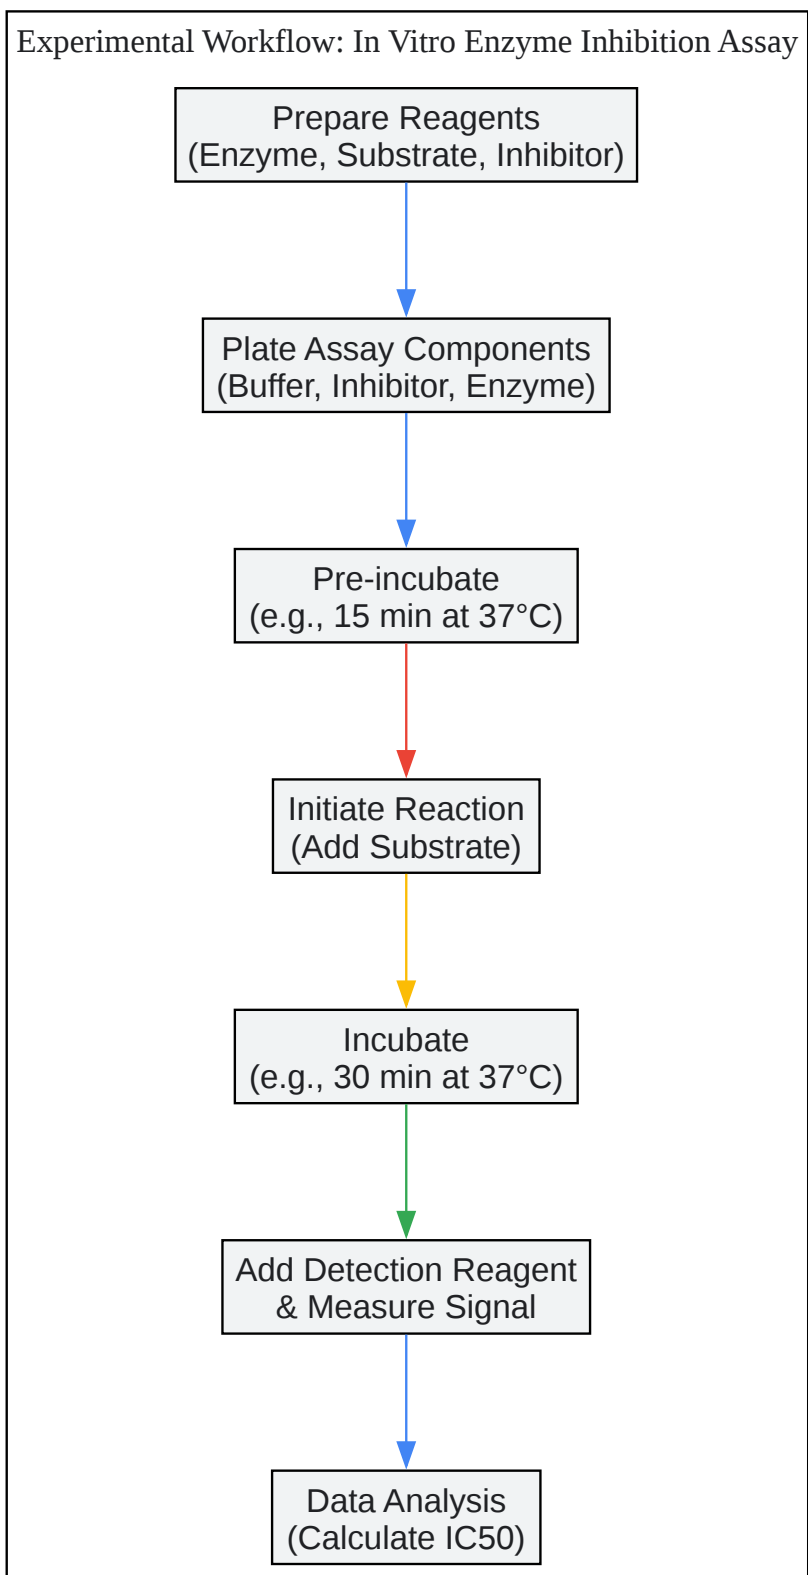 Experimental Workflow: In Vitro Enzyme Inhibition Assay
Prepare Reagents
(Enzyme, Substrate, Inhibitor)
Plate Assay Components
(Buffer, Inhibitor, Enzyme)
Pre-incubate
(e.g., 15 min at 37°C)
Initiate Reaction
(Add Substrate)
Incubate
(e.g., 30 min at 37°C)
Add Detection Reagent
& Measure Signal
Data Analysis
(Calculate IC50)